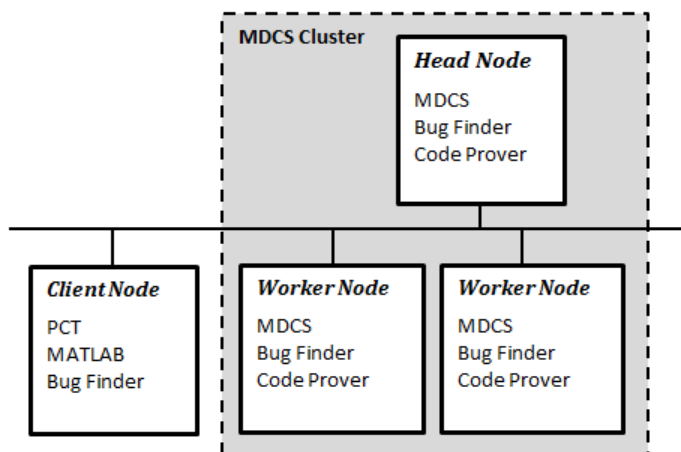 MDCS Cluster
Head Node
MDCS
Bug Finder
Code Prover
Client Node
PCT
MATLAB
Bug Finder
Worker Node
MDCS
Bug Finder
Code Prover
Worker Node
MDCS
Bug Finder
Code Prover